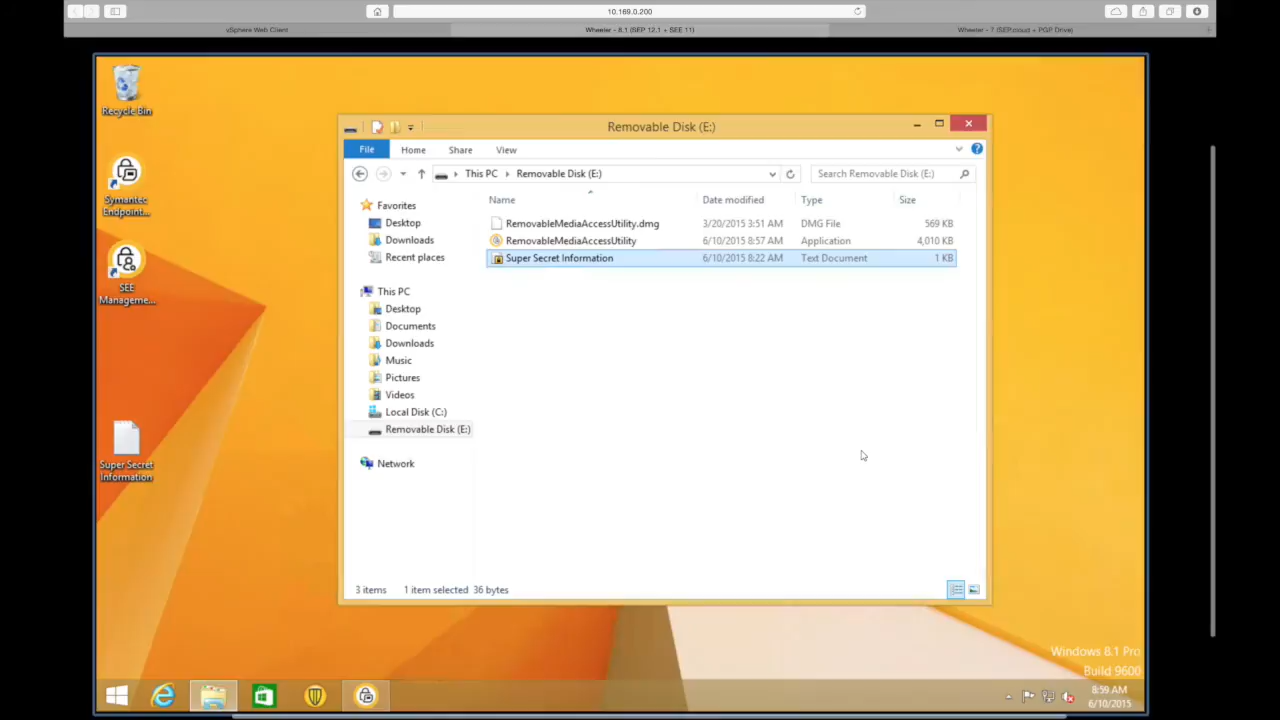 10.169.0.200
vSphere Web Client
Wheeler - 8.1 (SEP 12.1 + SEE 11)
Wheeler - 7 (SEP.cloud + PGP Drive)
Recycle Bin
Symantec
Endpoint...
SEE
Manageme...
Super Secret
Information
Removable Disk (E:)
File Home Share View
This PC Removable Disk (E:)
Search Removable Disk (E:)
Favorites
Desktop
Downloads
Recent places
This PC
Desktop
Documents
Downloads
Music
Pictures
Videos
Local Disk (C:)
Removable Disk (E:)
Network
Name Date modified Type Size
RemovableMediaAccessUtility.dmg 3/20/2015 3:51 AM DMG File 569 KB
RemovableMediaAccessUtility 6/10/2015 8:57 AM Application 4,010 KB
Super Secret Information 6/10/2015 8:22 AM Text Document 1 KB
3 items 1 item selected 36 bytes
Windows 8.1 Pro
Build 9600
8:59 AM
6/10/2015